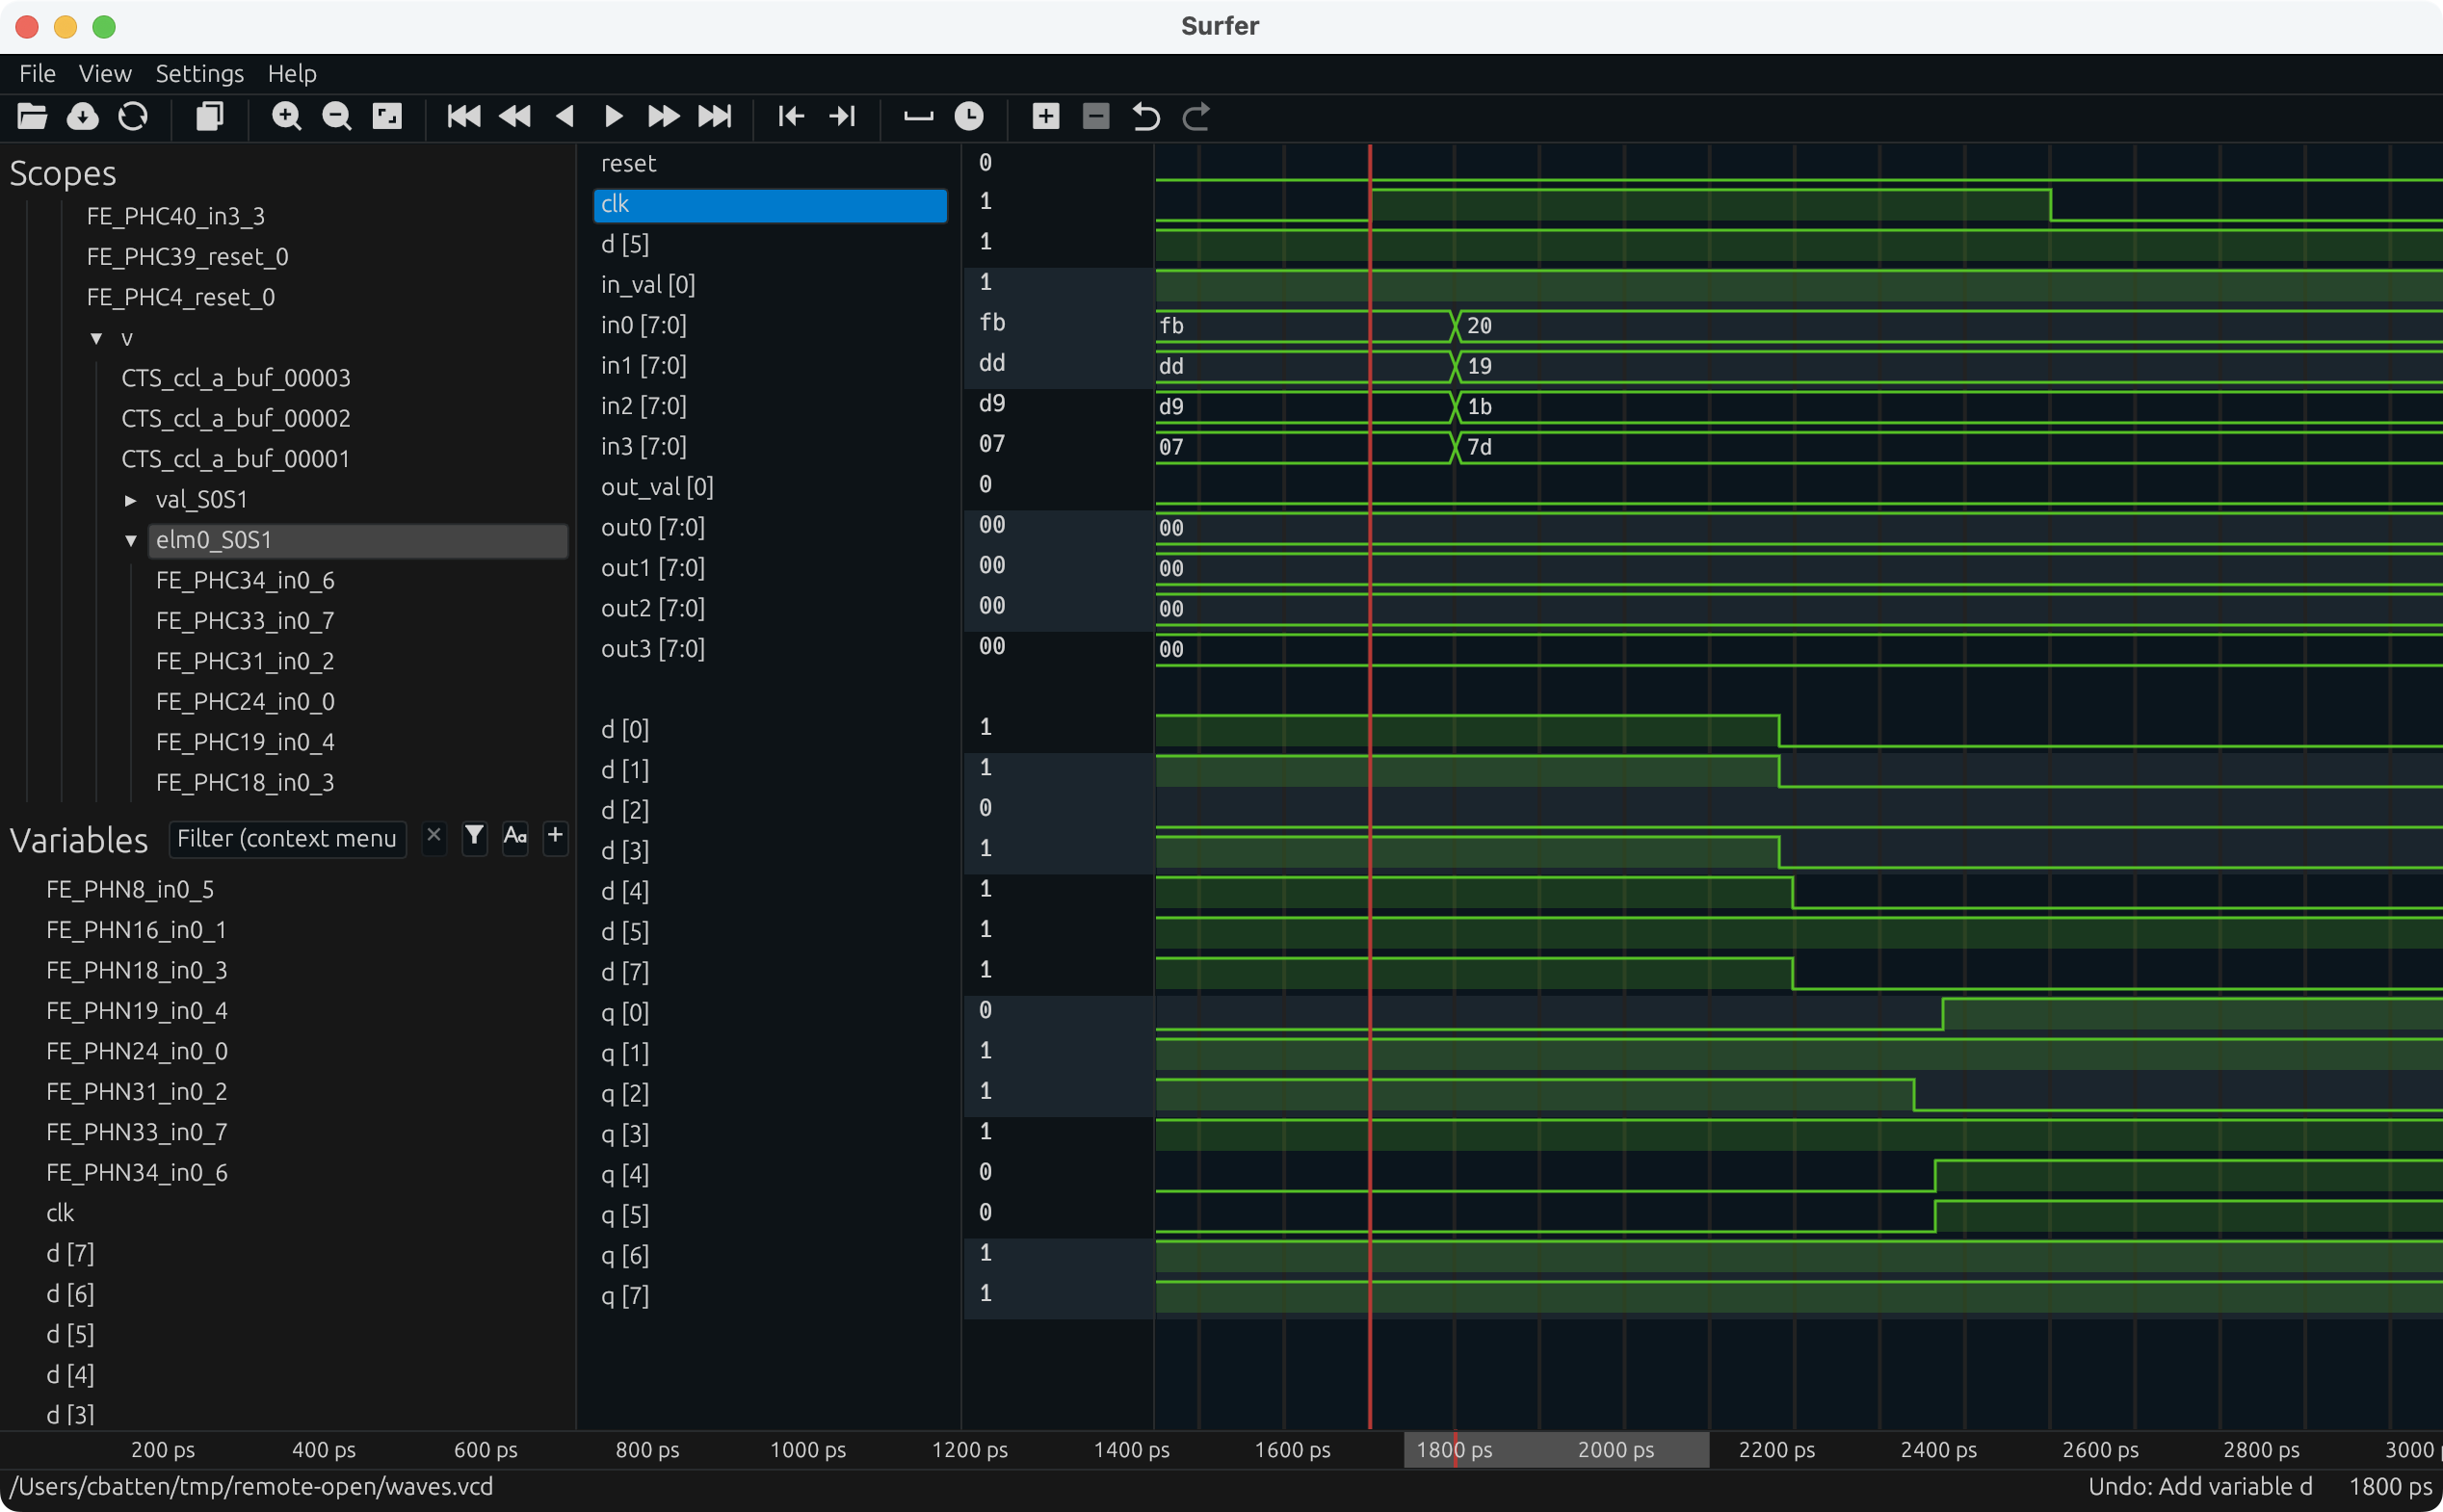 Surfer
File View Settings Help
Scopes
FE_PHC40_in3_3
FE_PHC39_reset_0
FE_PHC4_reset_0
v
CTS_ccl_a_buf_00003
CTS_ccl_a_buf_00002
CTS_ccl_a_buf_00001
val_S0S1
elm0_S0S1
FE_PHC34_in0_6
FE_PHC33_in0_7
FE_PHC31_in0_2
FE_PHC24_in0_0
FE_PHC19_in0_4
FE_PHC18_in0_3
Variables Filter (context menu Aa +
FE_PHN8_in0_5
FE_PHN16_in0_1
FE_PHN18_in0_3
FE_PHN19_in0_4
FE_PHN24_in0_0
FE_PHN31_in0_2
FE_PHN33_in0_7
FE_PHN34_in0_6
clk
d [7]
d [6]
d [5]
d [4]
d [3]
reset 0
clk 1
d [5] 1
in_val [0] 1
in0 [7:0] fb fb 20
in1 [7:0] dd dd 19
in2 [7:0] d9 d9 1b
in3 [7:0] 07 07 7d
out_val [0] 0
out0 [7:0] 00 00
out1 [7:0] 00 00
out2 [7:0] 00 00
out3 [7:0] 00 00
d [0] 1
d [1] 1
d [2] 0
d [3] 1
d [4] 1
d [5] 1
d [7] 1
q [0] 0
q [1] 1
q [2] 1
q [3] 1
q [4] 0
q [5] 0
q [6] 1
q [7] 1
200 ps 400 ps 600 ps 800 ps 1000 ps 1200 ps 1400 ps 1600 ps 1800 ps 2000 ps 2200 ps 2400 ps 2600 ps 2800 ps 3000
/Users/cbatten/tmp/remote-open/waves.vcd Undo: Add variable d 1800 ps